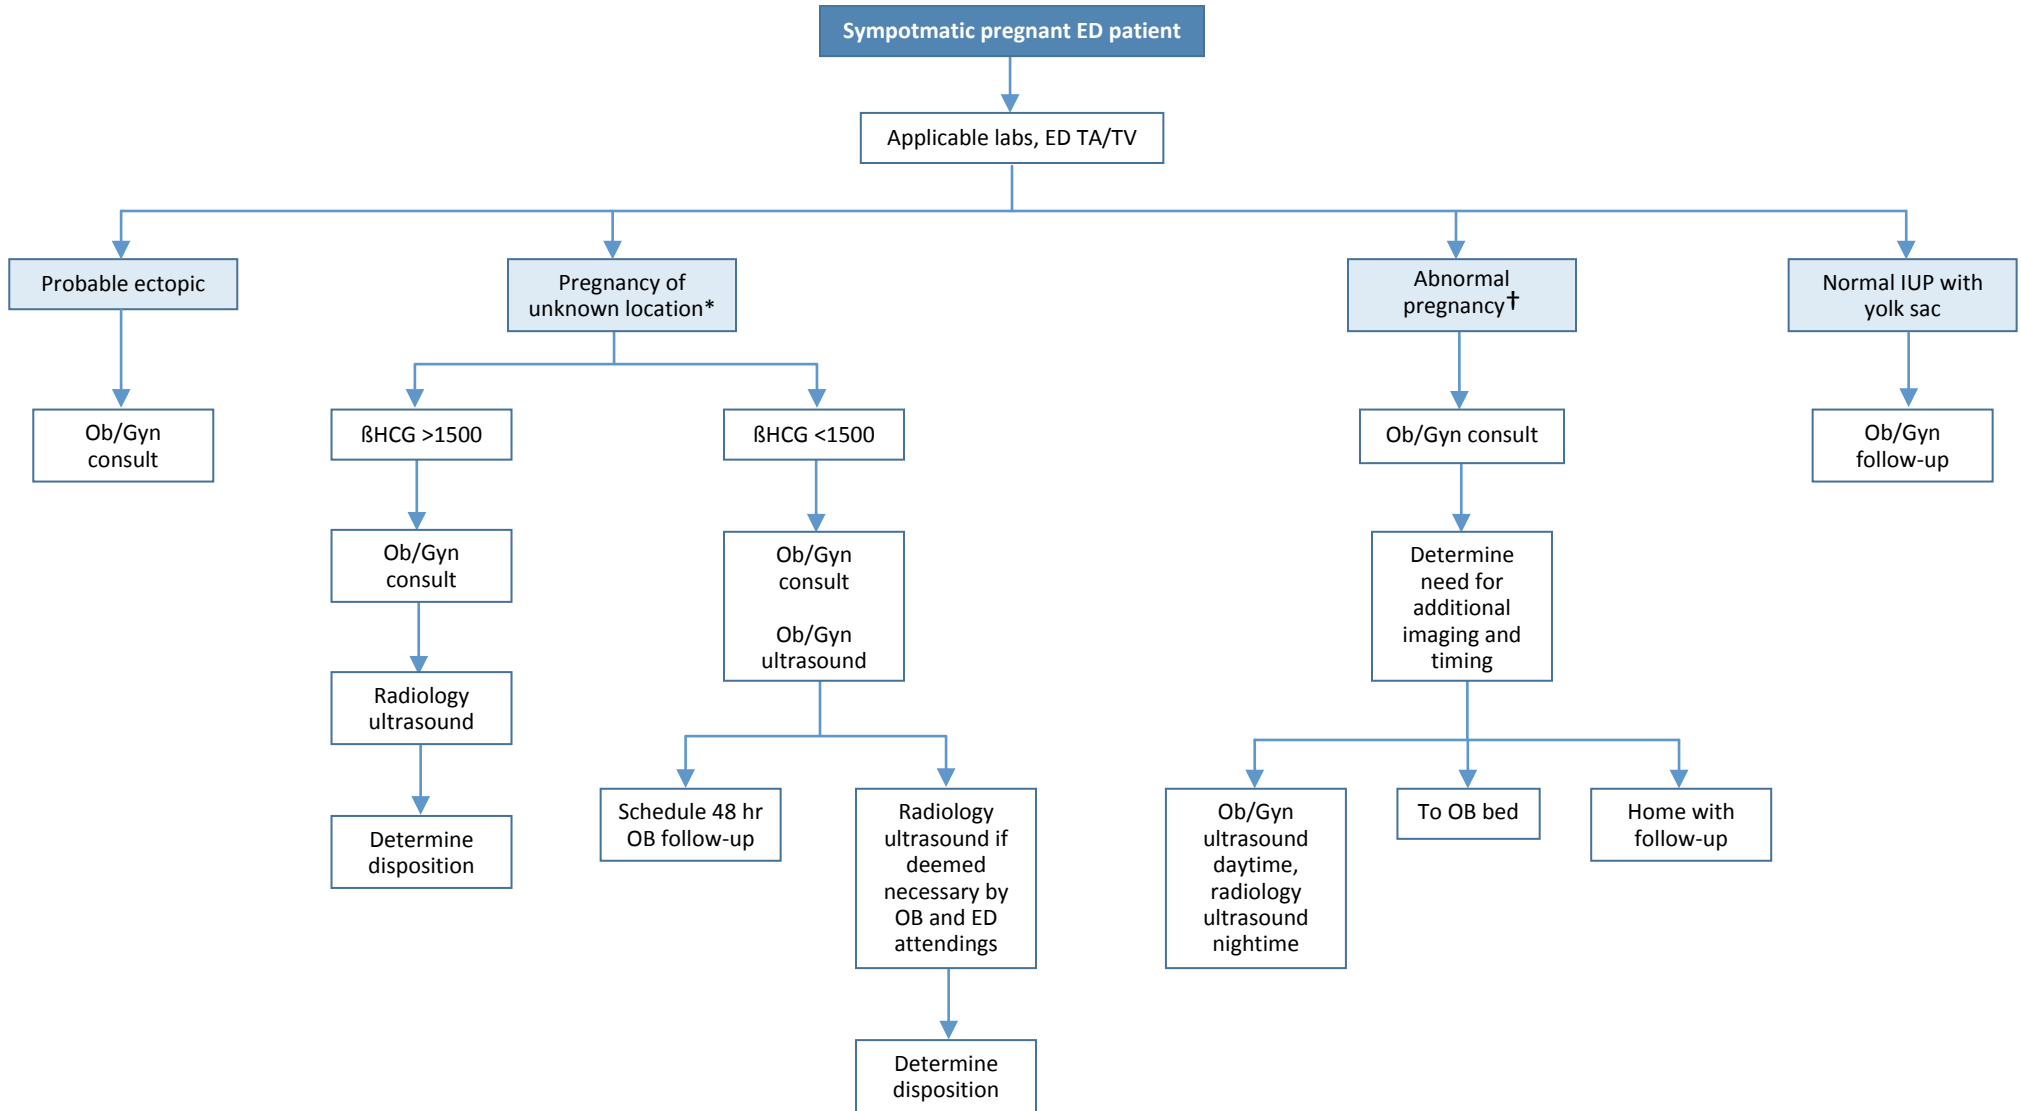 Sympotmatic pregnant ED patient
Applicable labs, ED TA/TV
Probable ectopic
Pregnancy of
unknown location*
Abnormal
pregnancy†
Normal IUP with
yolk sac
Ob/Gyn
consult
ßHCG >1500
ßHCG <1500
Ob/Gyn consult
Ob/Gyn
follow-up
Ob/Gyn
consult
Ob/Gyn
consult
Ob/Gyn
ultrasound
Determine
need for
additional
imaging and
timing
Radiology
ultrasound
Determine
disposition
Schedule 48 hr
OB follow-up
Radiology
ultrasound if
deemed
necessary by
OB and ED
attendings
Ob/Gyn
ultrasound
daytime,
radiology
ultrasound
nightime
To OB bed
Home with
follow-up
Determine
disposition